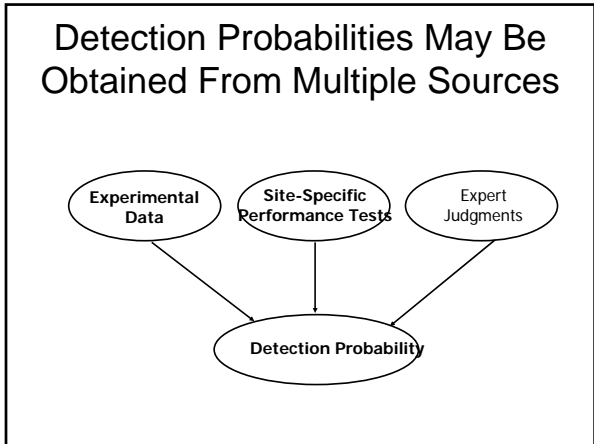 Detection Probabilities May Be
Obtained From Multiple Sources
Experimental
Data
Site-Specific
Performance Tests
Expert
Judgments
Detection Probability